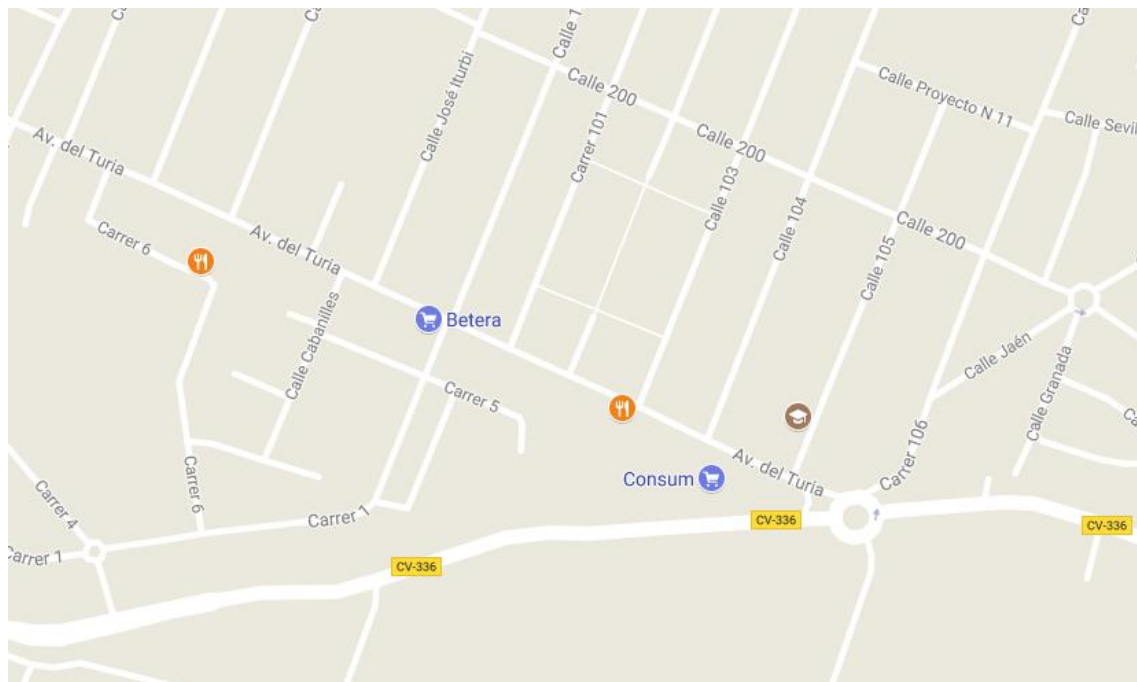 Calle José Iturbi
Calle 1
Calle 200
Calle Proyecto N 11
Calle Sevil
Av. del Turia
Carrer 101
Calle 200
Calle 103
Calle 104
Calle 200
Carrer 6
Av. del Turia
Calle 105
Betera
Calle Cabanilles
Calle Jaén
Calle Granada
Carrer 5
Consum
Av. del Turia
Carrer 106
Carrer 6
Carrer 4
Carrer 1
CV-336
CV-336
Carrer 1
CV-336